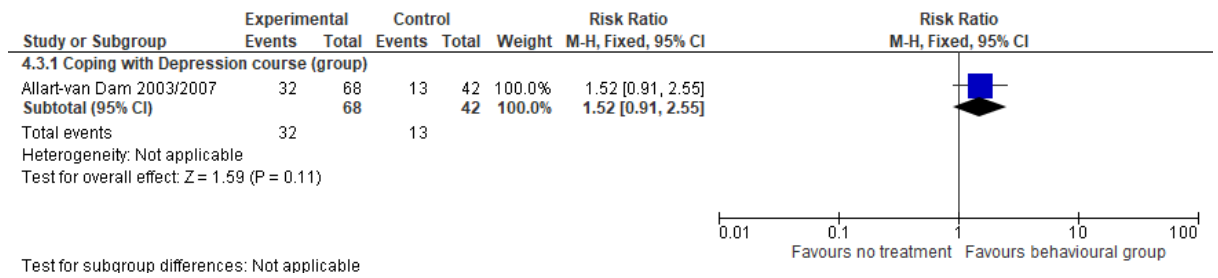 Experimental Control Risk Ratio Risk Ratio
Study or Subgroup Events Total Events Total Weight M-H, Fixed, 95% CI M-H, Fixed, 95% CI
4.3.1 Coping with Depression course (group)
Allart-van Dam 2003/2007 32 68 13 42 100.0% 1.52 [0.91, 2.55]
Subtotal (95% CI) 68 42 100.0% 1.52 [0.91, 2.55]
Total events 32 13
Heterogeneity: Not applicable
Test for overall effect: Z = 1.59 (P = 0.11)
0.01 0.1 1 10 100
Favours no treatment Favours behavioural group
Test for subgroup differences: Not applicable